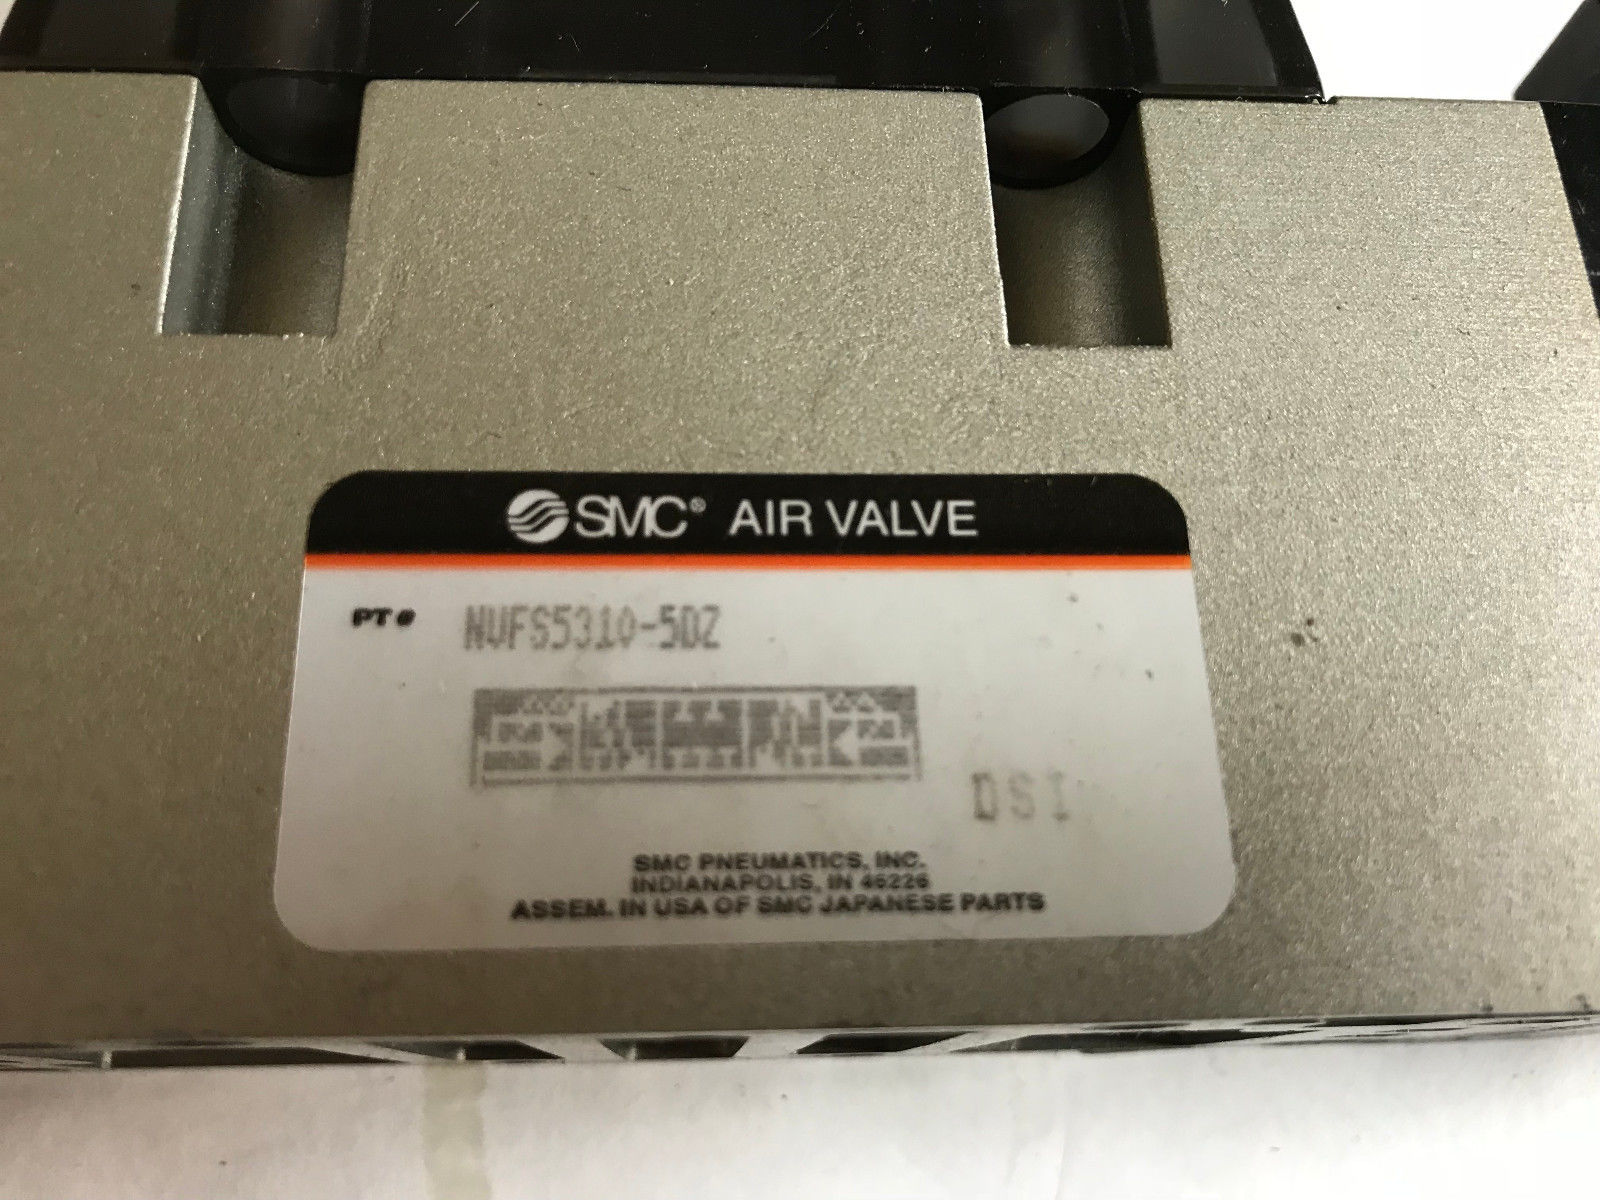 SMC® AIR VALVE
PT# NVFS5310-5DZ
DSI
SMC PNEUMATICS, INC.
INDIANAPOLIS, IN 46226
ASSEM. IN USA OF SMC JAPANESE PARTS